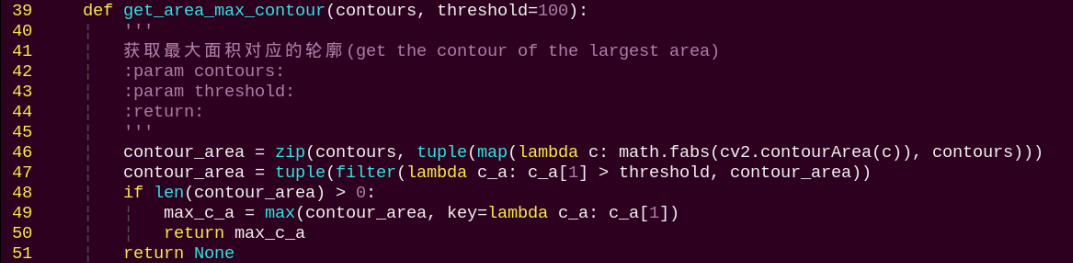 39 def get_area_max_contour(contours, threshold=100):
40 '''
41 获取最大面积对应的轮廓(get the contour of the largest area)
42 :param contours:
43 :param threshold:
44 :return:
45 '''
46 contour_area = zip(contours, tuple(map(lambda c: math.fabs(cv2.contourArea(c)), contours)))
47 contour_area = tuple(filter(lambda c_a: c_a[1] > threshold, contour_area))
48 if len(contour_area) > 0:
49 max_c_a = max(contour_area, key=lambda c_a: c_a[1])
50 return max_c_a
51 return None